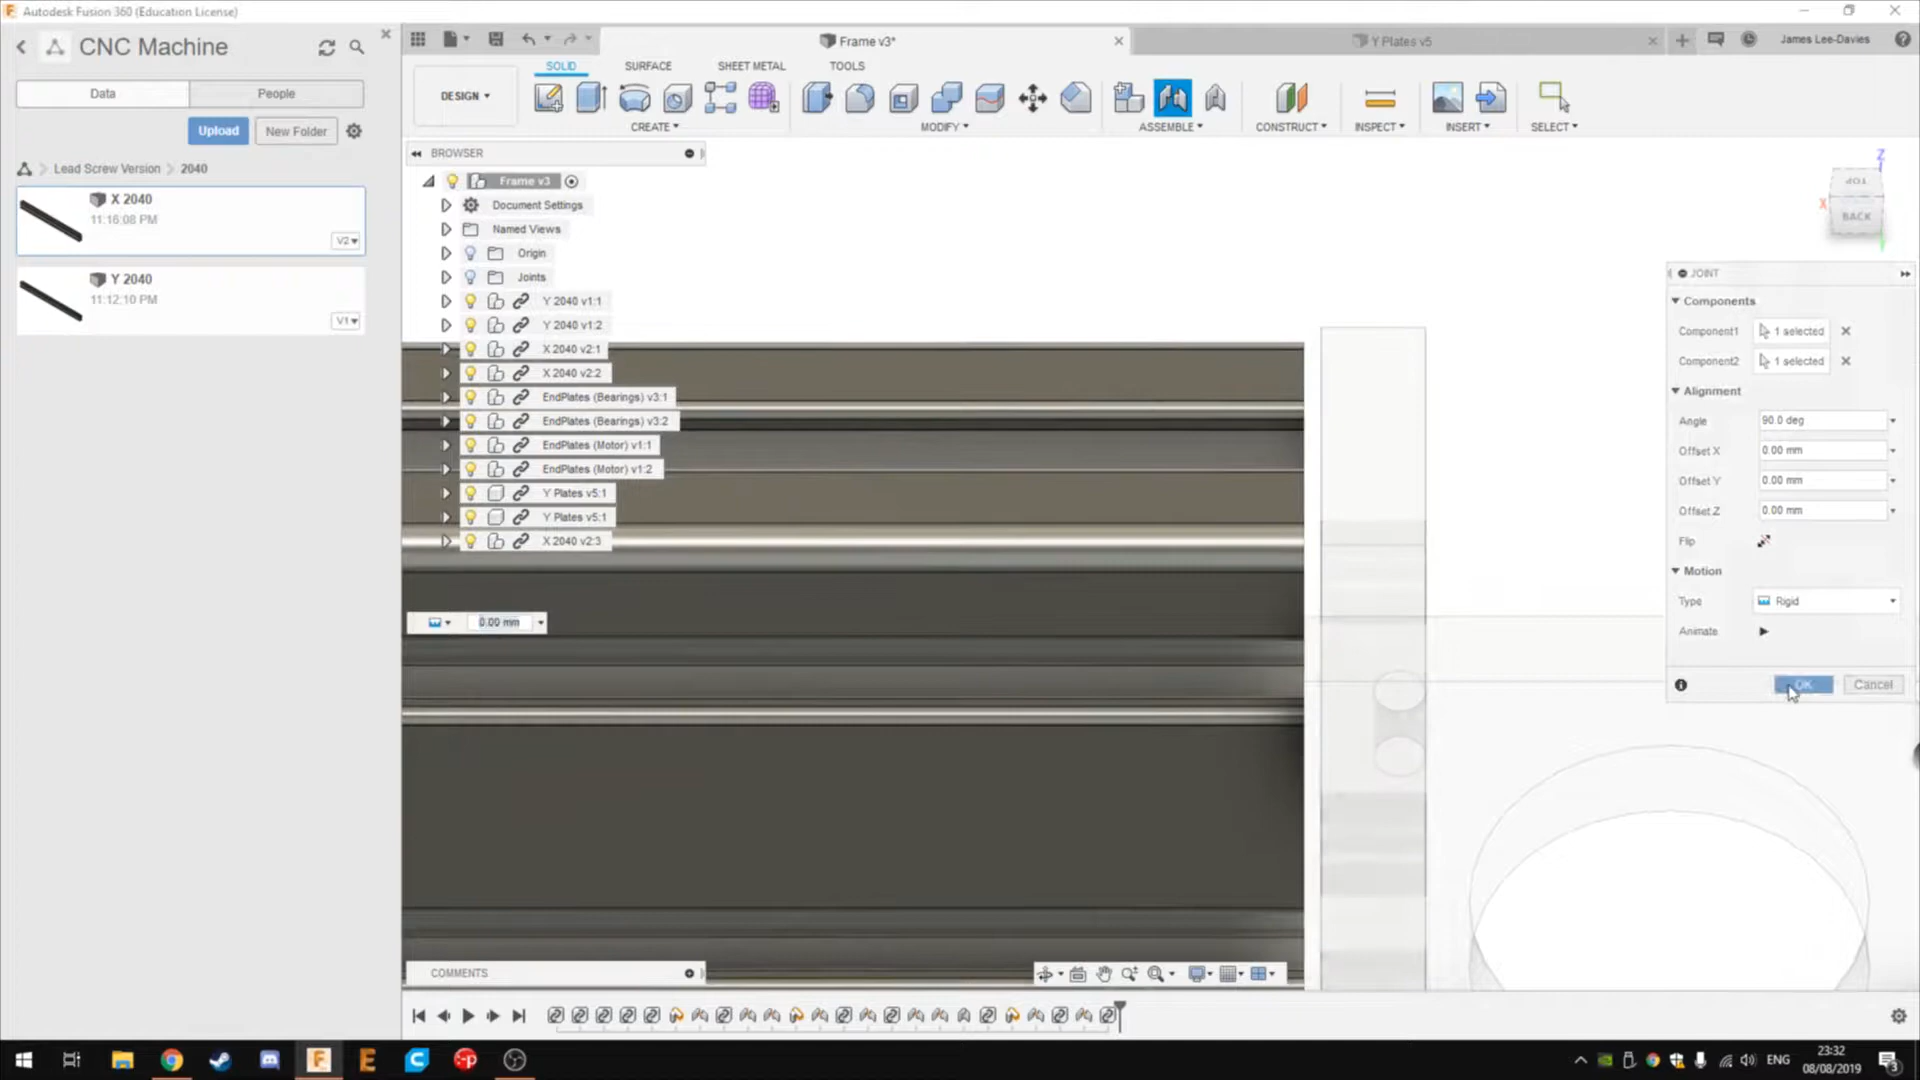 Autodesk Fusion 360 (Education License)
CNC Machine
Data
People
Upload
New Folder
Lead Screw Version
2040
X 2040
11:16:08 PM
V2
Y 2040
11:12:10 PM
V1
Frame v3*
Y Plates v5
James Lee-Davies
SOLID
SURFACE
SHEET METAL
TOOLS
DESIGN
CREATE
MODIFY
ASSEMBLE
CONSTRUCT
INSPECT
INSERT
SELECT
BROWSER
Frame v3
Document Settings
Named Views
Origin
Joints
Y 2040 v1:1
Y 2040 v1:2
X 2040 v2:1
X 2040 v2:2
EndPlates (Bearings) v3:1
EndPlates (Bearings) v3:2
EndPlates (Motor) v1:1
EndPlates (Motor) v1:2
Y Plates v5:1
Y Plates v5:1
X 2040 v2:3
0.00 mm
Z
TOP
X
BACK
JOINT
Components
Component1
1 selected
Component2
1 selected
Alignment
Angle
90.0 deg
Offset X
0.00 mm
Offset Y
0.00 mm
Offset Z
0.00 mm
Flip
Motion
Type
Rigid
Animate
OK
Cancel
COMMENTS
ENG
23:32
08/08/2019
3